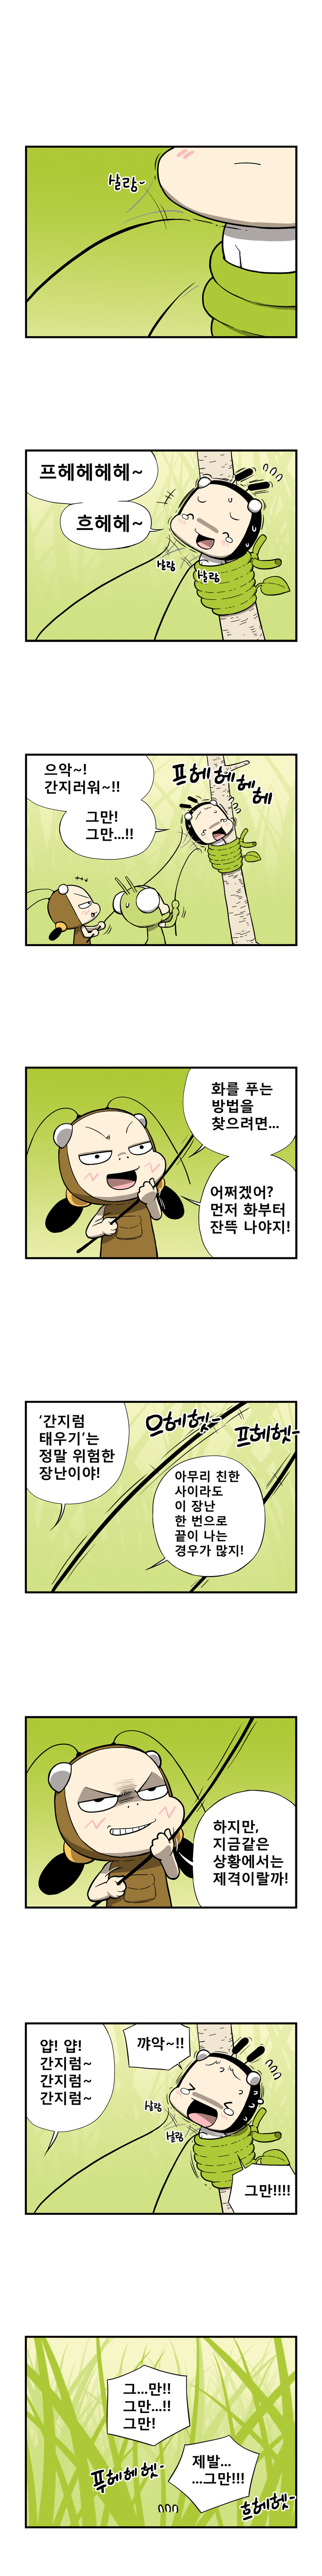 살랑~
프헤헤헤헤~
흐헤헤~
살랑
살랑
으악~!
간지러워~!!
그만!
그만...!!
프헤헤헤헤
화를 푸는
방법을
찾으려면...
어쩌겠어?
먼저 화부터
잔뜩 나야지!
'간지럼
태우기'는
정말 위험한
장난이야!
으헤헷~
프헤헷~
아무리 친한
사이라도
이 장난
한 번으로
끝이 나는
경우가 많지!
하지만,
지금같은
상황에서는
제격이랄까!
얍! 얍!
간지럼~
간지럼~
간지럼~
꺄악~!!
살랑
살랑
그만!!!!
그...만!!
그만...!!
그만!
푸헤헤헷~
제발...
...그만!!!
흐헤헷~